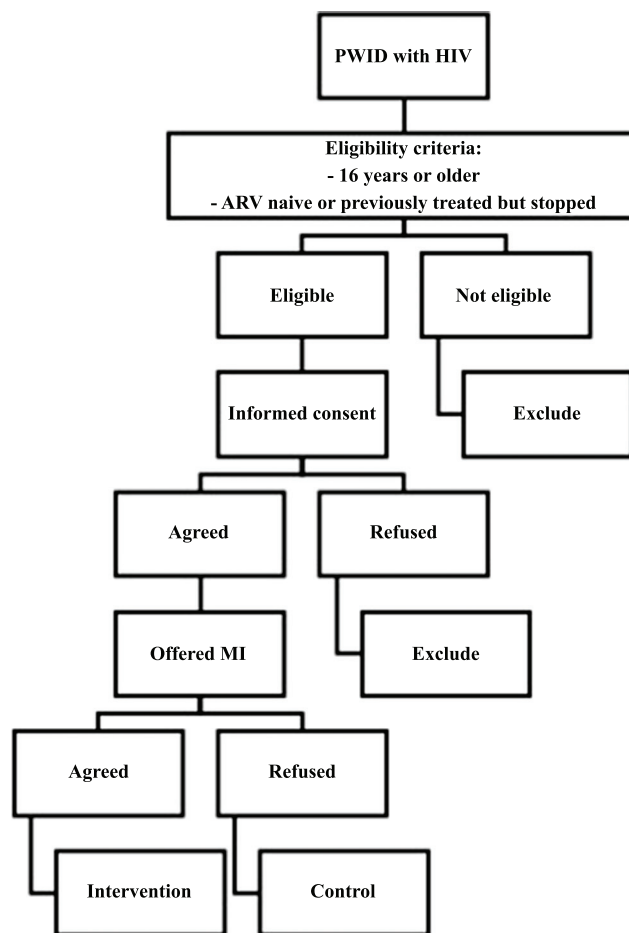 PWID with HIV
Eligibility criteria:
- 16 years or older
- ARV naive or previously treated but stopped
Eligible
Not eligible
Informed consent
Exclude
Agreed
Refused
Offered MI
Exclude
Agreed
Refused
Intervention
Control